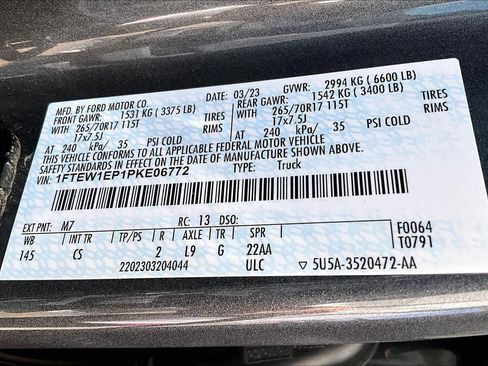 MFD. BY FORD MOTOR CO.
DATE: 03/23 GVWR: 2994 KG ( 6600 LB)
FRONT GAWR: 1531 KG ( 3375 LB) REAR GAWR: 1542 KG ( 3400 LB)
WITH 265/70R17 115T TIRES WITH 265/70R17 115T TIRES
17x7.5J RIMS 17x7.5J RIMS
AT 240 kPa/ 35 PSI COLD AT 240 kPa/ 35 PSI COLD
THIS VEHICLE CONFORMS TO ALL APPLICABLE FEDERAL MOTOR VEHICLE
SAFETY STANDARDS IN EFFECT ON THE DATE OF MANUFACTURE SHOWN ABOVE.
VIN: 1FTEW1EP1PKE06772 TYPE: Truck
EXT PNT: M7 RC: 13 DSO: F0064
WB INT TR TP/PS R AXLE TR SPR T0791
145 CS 2 L9 G 22AA
2202303204044 ULC ▽ 5U5A-3520472-AA